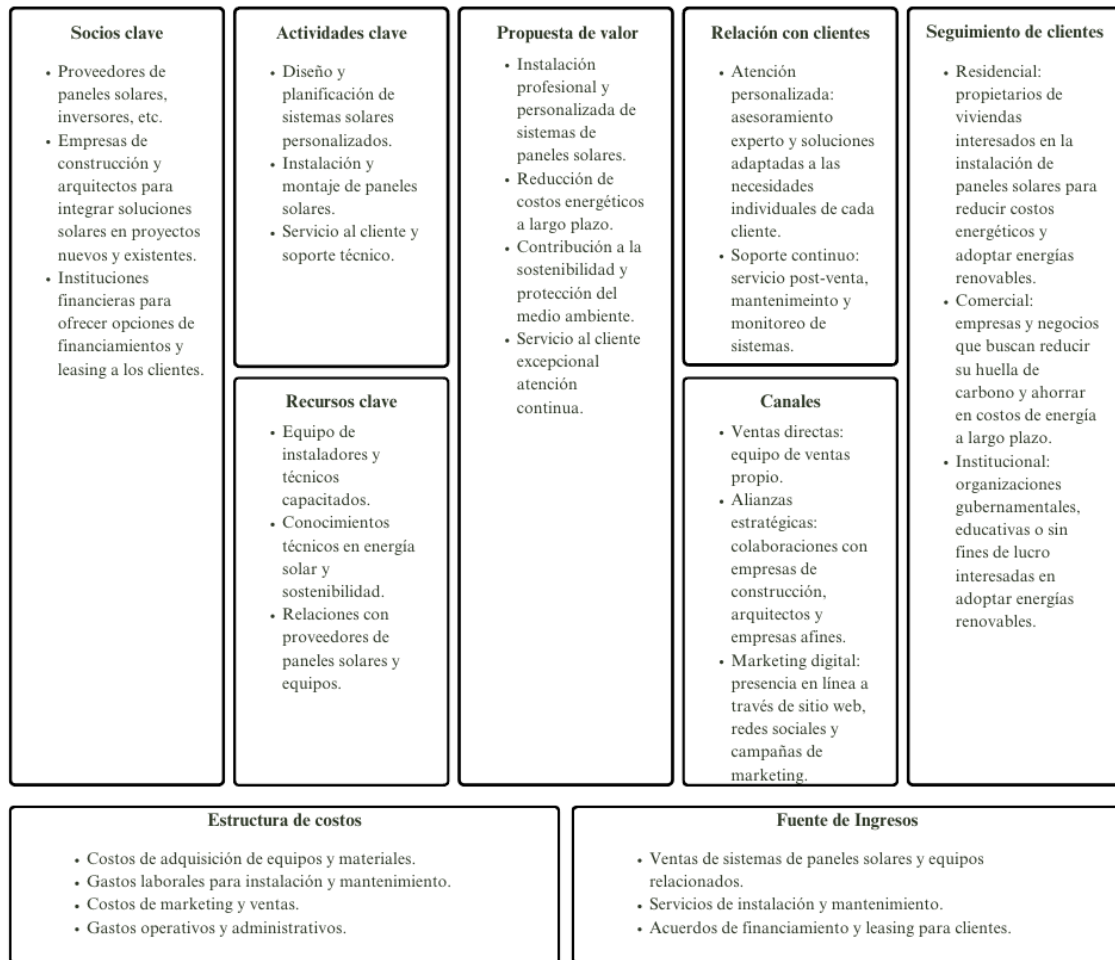 Socios clave
• Proveedores de
paneles solares,
inversores, etc.
• Empresas de
construcción y
arquitectos para
integrar soluciones
solares en proyectos
nuevos y existentes.
• Instituciones
financieras para
ofrecer opciones de
financiamientos y
leasing a los clientes.
Actividades clave
• Diseño y
planificación de
sistemas solares
personalizados.
• Instalación y
montaje de paneles
solares.
• Servicio al cliente y
soporte técnico.
Recursos clave
• Equipo de
instaladores y
técnicos
capacitados.
• Conocimientos
técnicos en energía
solar y
sostenibilidad.
• Relaciones con
proveedores de
paneles solares y
equipos.
Propuesta de valor
• Instalación
profesional y
personalizada de
sistemas de
paneles solares.
• Reducción de
costos energéticos
a largo plazo.
• Contribución a la
sostenibilidad y
protección del
medio ambiente.
• Servicio al cliente
excepcional
atención
continua.
Relación con clientes
• Atención
personalizada:
asesoramiento
experto y soluciones
adaptadas a las
necesidades
individuales de cada
cliente.
• Soporte continuo:
servicio post-venta,
mantenimeinto y
monitoreo de
sistemas.
Canales
• Ventas directas:
equipo de ventas
propio.
• Alianzas
estratégicas:
colaboraciones con
empresas de
construcción,
arquitectos y
empresas afines.
• Marketing digital:
presencia en línea a
través de sitio web,
redes sociales y
campañas de
marketing.
Seguimiento de clientes
• Residencial:
propietarios de
viviendas
interesados en la
instalación de
paneles solares para
reducir costos
energéticos y
adoptar energías
renovables.
• Comercial:
empresas y negocios
que buscan reducir
su huella de
carbono y ahorrar
en costos de energía
a largo plazo.
• Institucional:
organizaciones
gubernamentales,
educativas o sin
fines de lucro
interesadas en
adoptar energías
renovables.
Estructura de costos
• Costos de adquisición de equipos y materiales.
• Gastos laborales para instalación y mantenimiento.
• Costos de marketing y ventas.
• Gastos operativos y administrativos.
Fuente de Ingresos
• Ventas de sistemas de paneles solares y equipos
relacionados.
• Servicios de instalación y mantenimiento.
• Acuerdos de financiamiento y leasing para clientes.